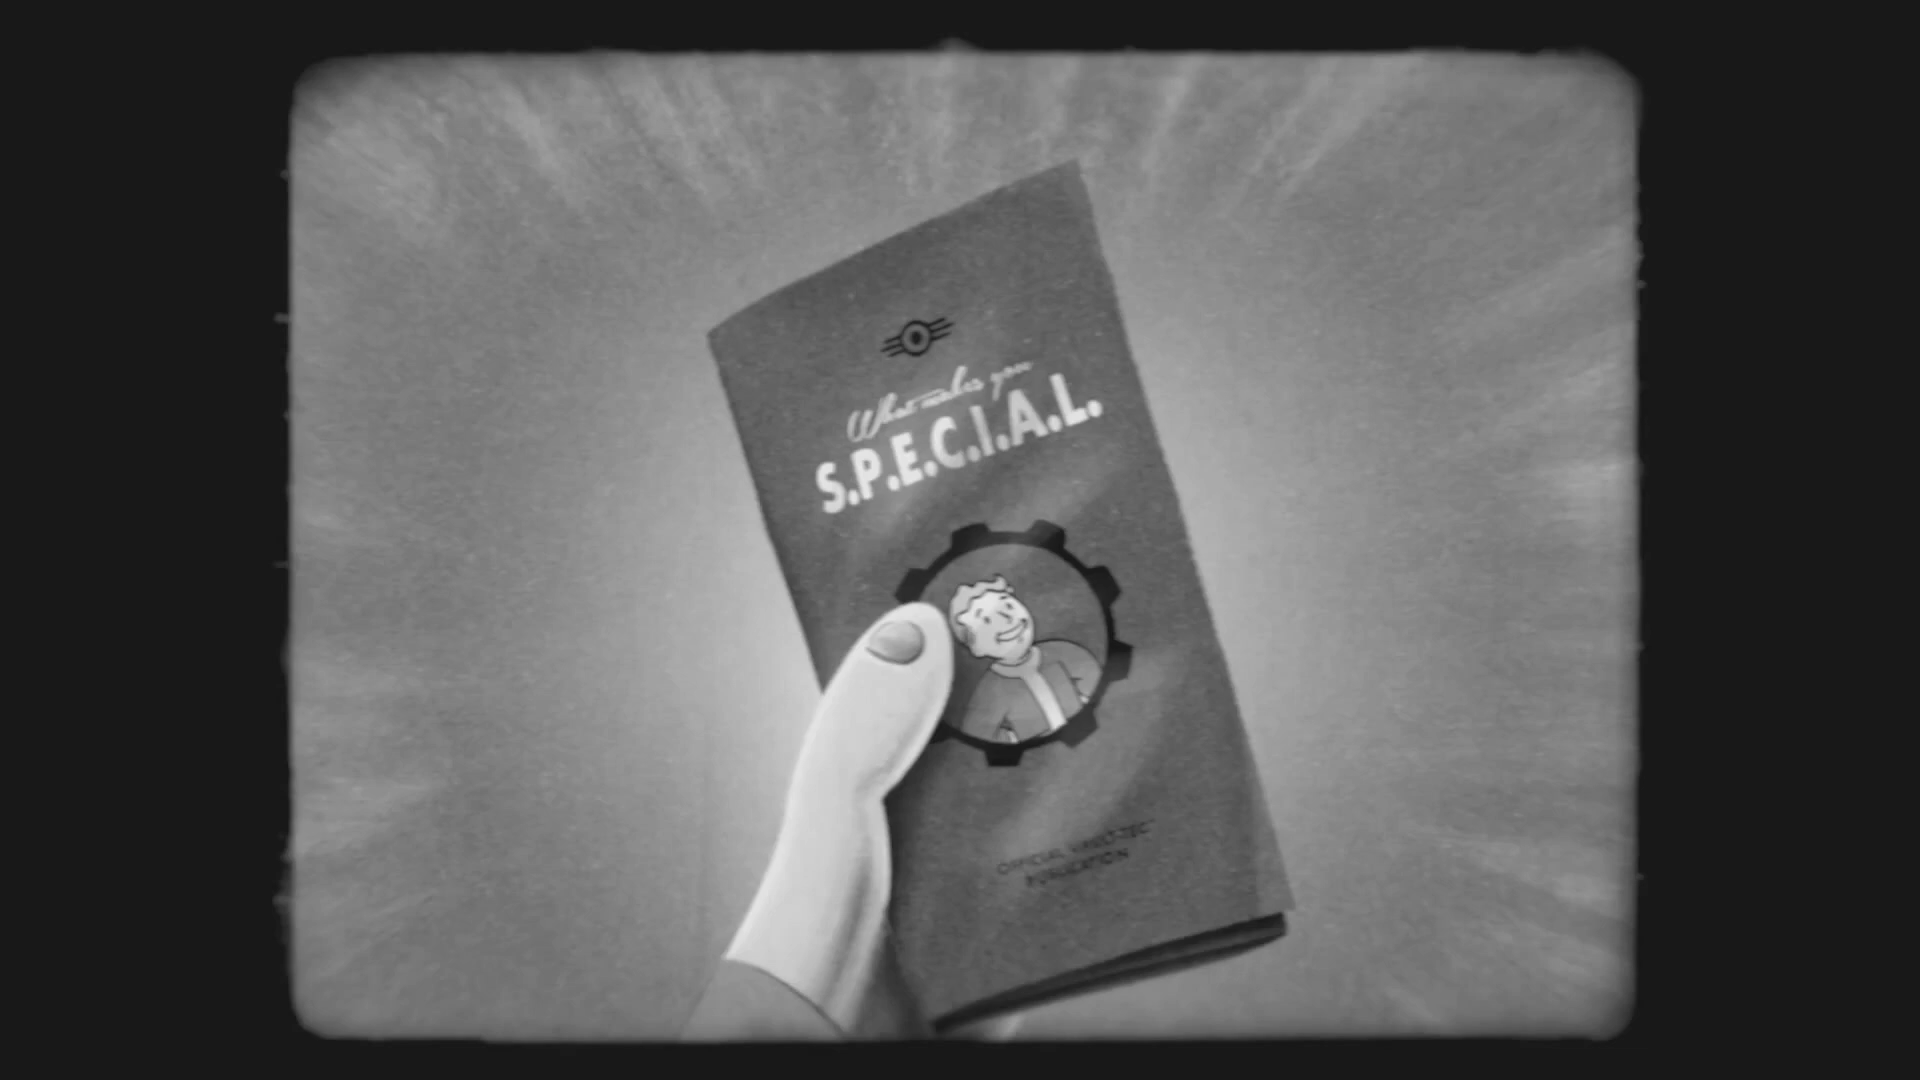 What makes you
S.P.E.C.I.A.L.
OFFICIAL VAULT-TEC
PUBLICATION